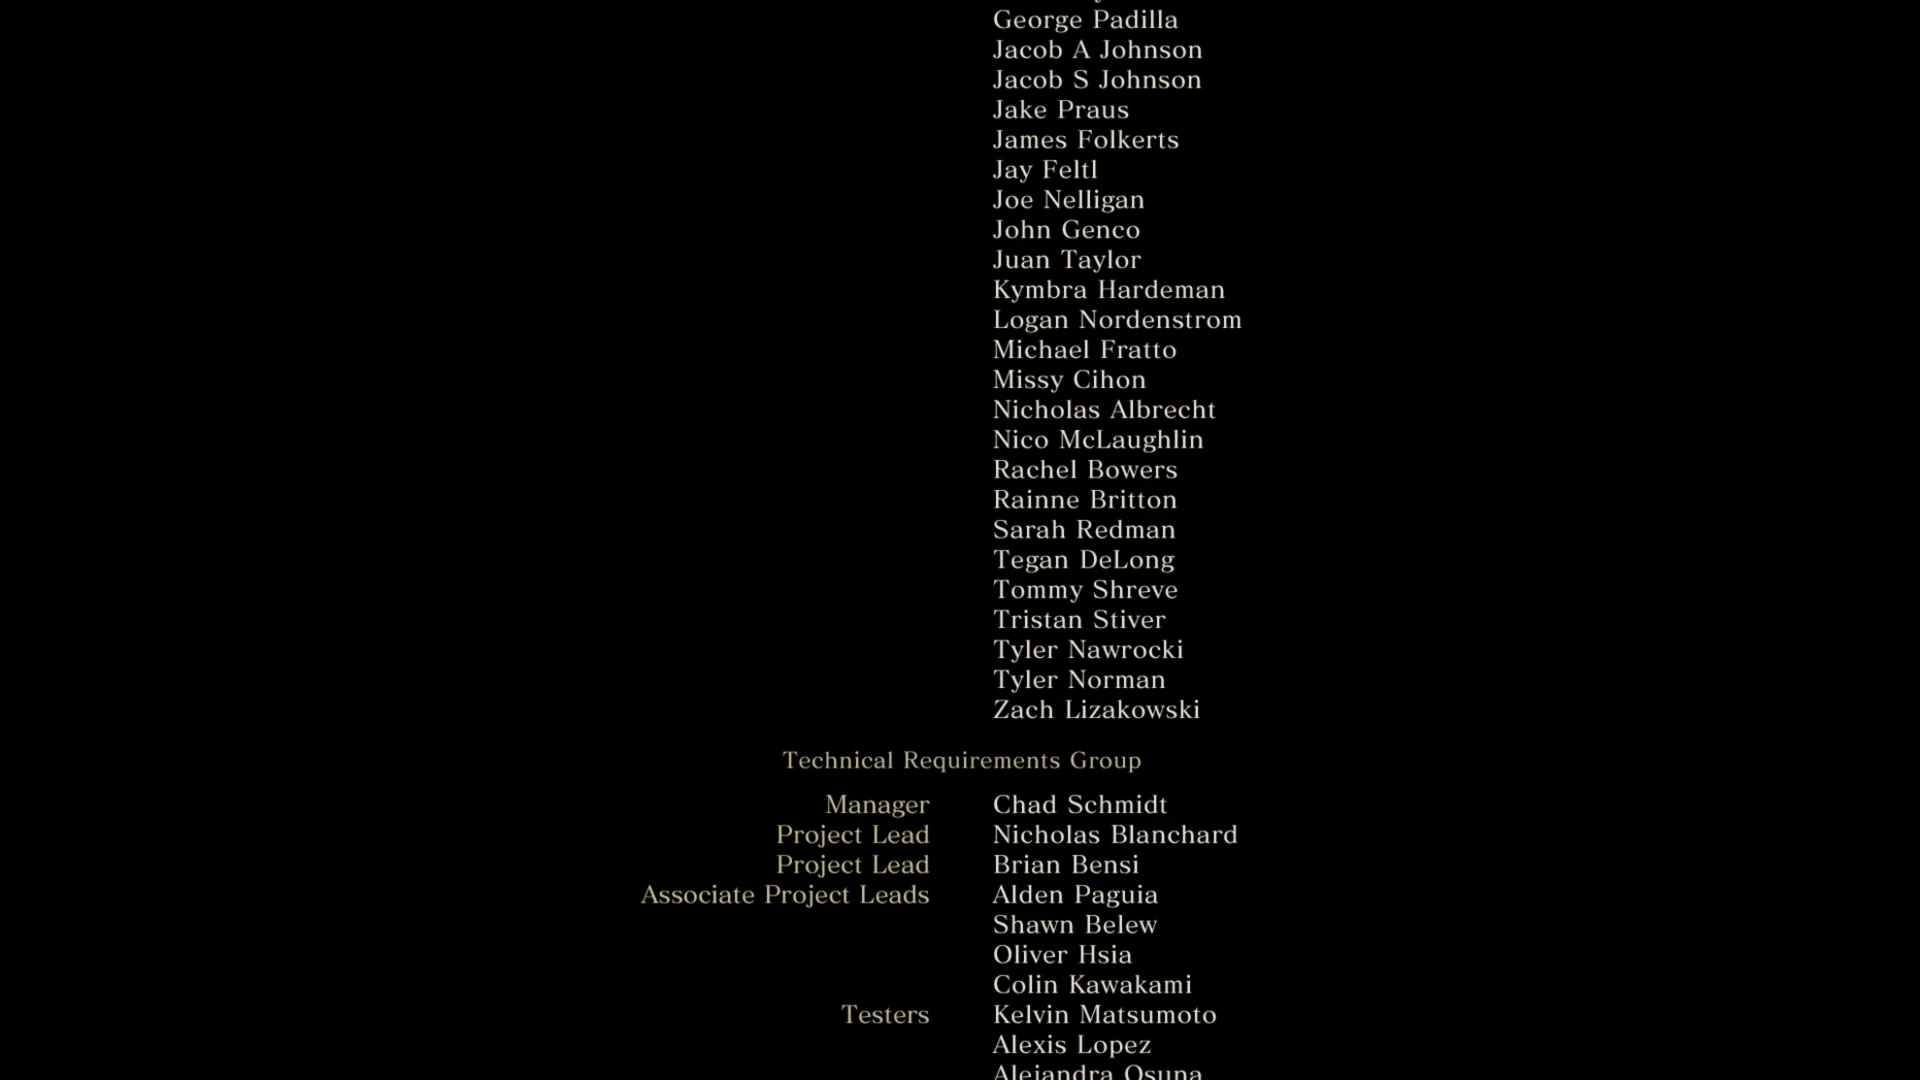 George Padilla
Jacob A Johnson
Jacob S Johnson
Jake Praus
James Folkerts
Jay Feltl
Joe Nelligan
John Genco
Juan Taylor
Kymbra Hardeman
Logan Nordenstrom
Michael Fratto
Missy Cihon
Nicholas Albrecht
Nico McLaughlin
Rachel Bowers
Rainne Britton
Sarah Redman
Tegan DeLong
Tommy Shreve
Tristan Stiver
Tyler Nawrocki
Tyler Norman
Zach Lizakowski
Technical Requirements Group
Manager Chad Schmidt
Project Lead Nicholas Blanchard
Project Lead Brian Bensi
Associate Project Leads Alden Paguia
Shawn Belew
Oliver Hsia
Colin Kawakami
Testers Kelvin Matsumoto
Alexis Lopez
Alejandra Osuna